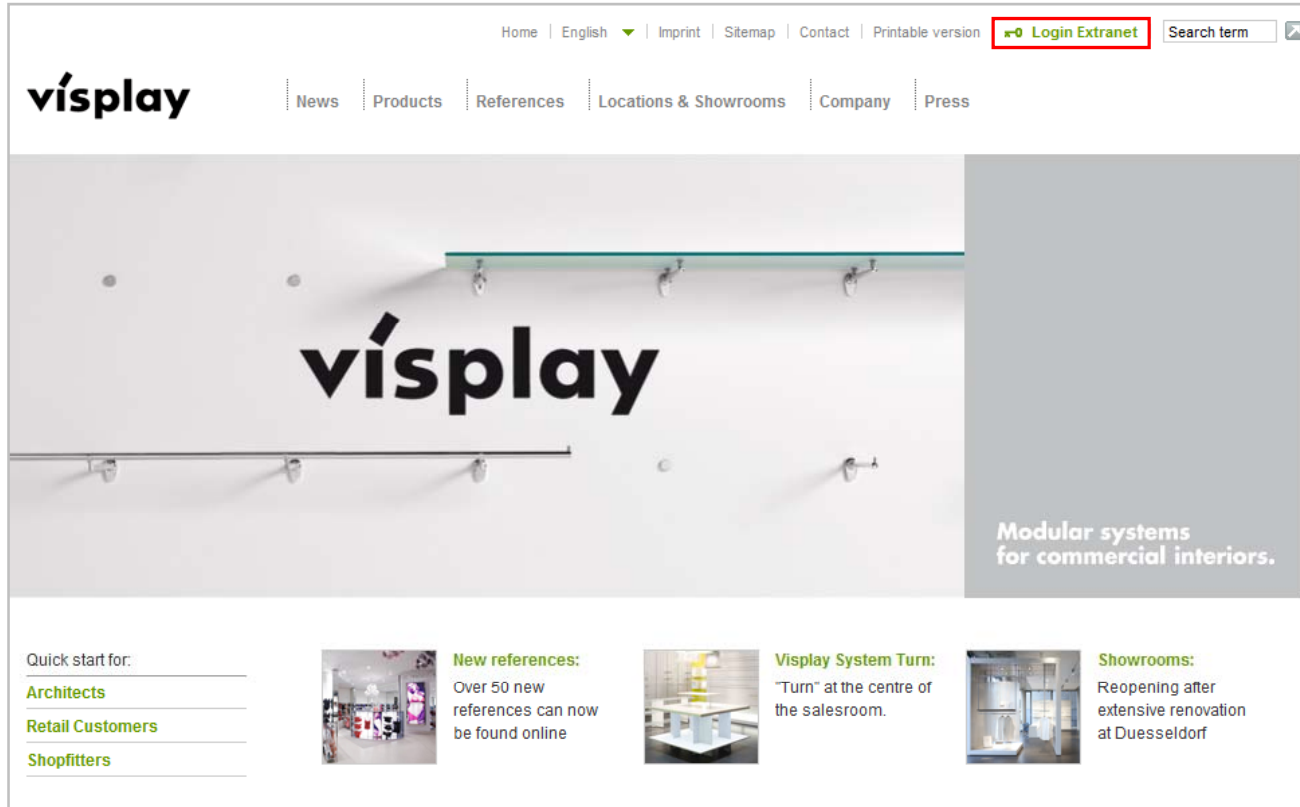 Home | English | Imprint | Sitemap | Contact | Printable version Login Extranet Search term
vísplay
News Products References Locations & Showrooms Company Press
vísplay
Modular systems
for commercial interiors.
Quick start for:
Architects
Retail Customers
Shopfitters
New references:
Over 50 new
references can now
be found online
Visplay System Turn:
"Turn" at the centre of
the salesroom.
Showrooms:
Reopening after
extensive renovation
at Duesseldorf